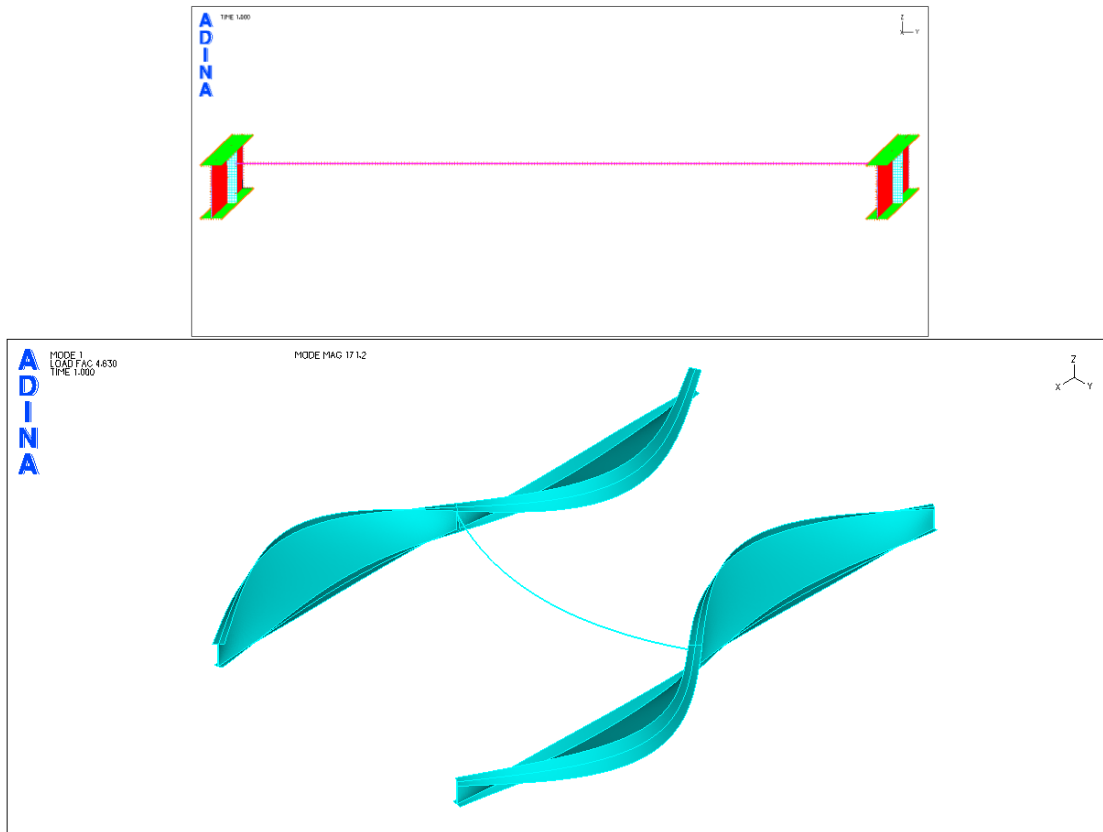 ADINA
TIME 1.000
Z
X Y
ADINA
MODE 1
LOAD FAC 4.630
TIME 1.000
MODE MAG 171.2
Z
X Y